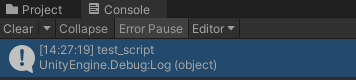 Project
Console
Clear
Collapse
Error Pause
Editor
[14:27:19] test_script
UnityEngine.Debug:Log (object)